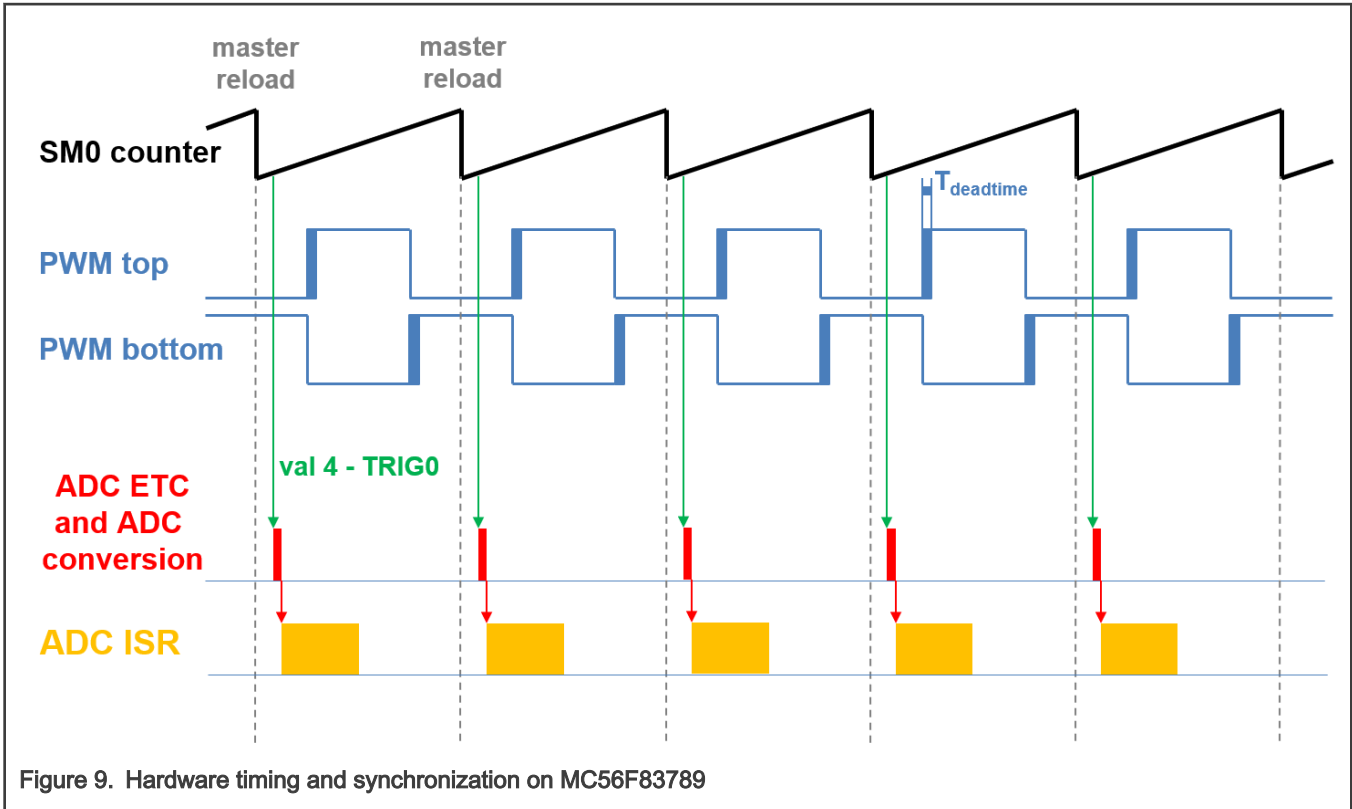 master
reload
master
reload
SM0 counter
Tdeadtime
PWM top
PWM bottom
val 4 - TRIG0
ADC ETC
and ADC
conversion
ADC ISR
Figure 9. Hardware timing and synchronization on MC56F83789